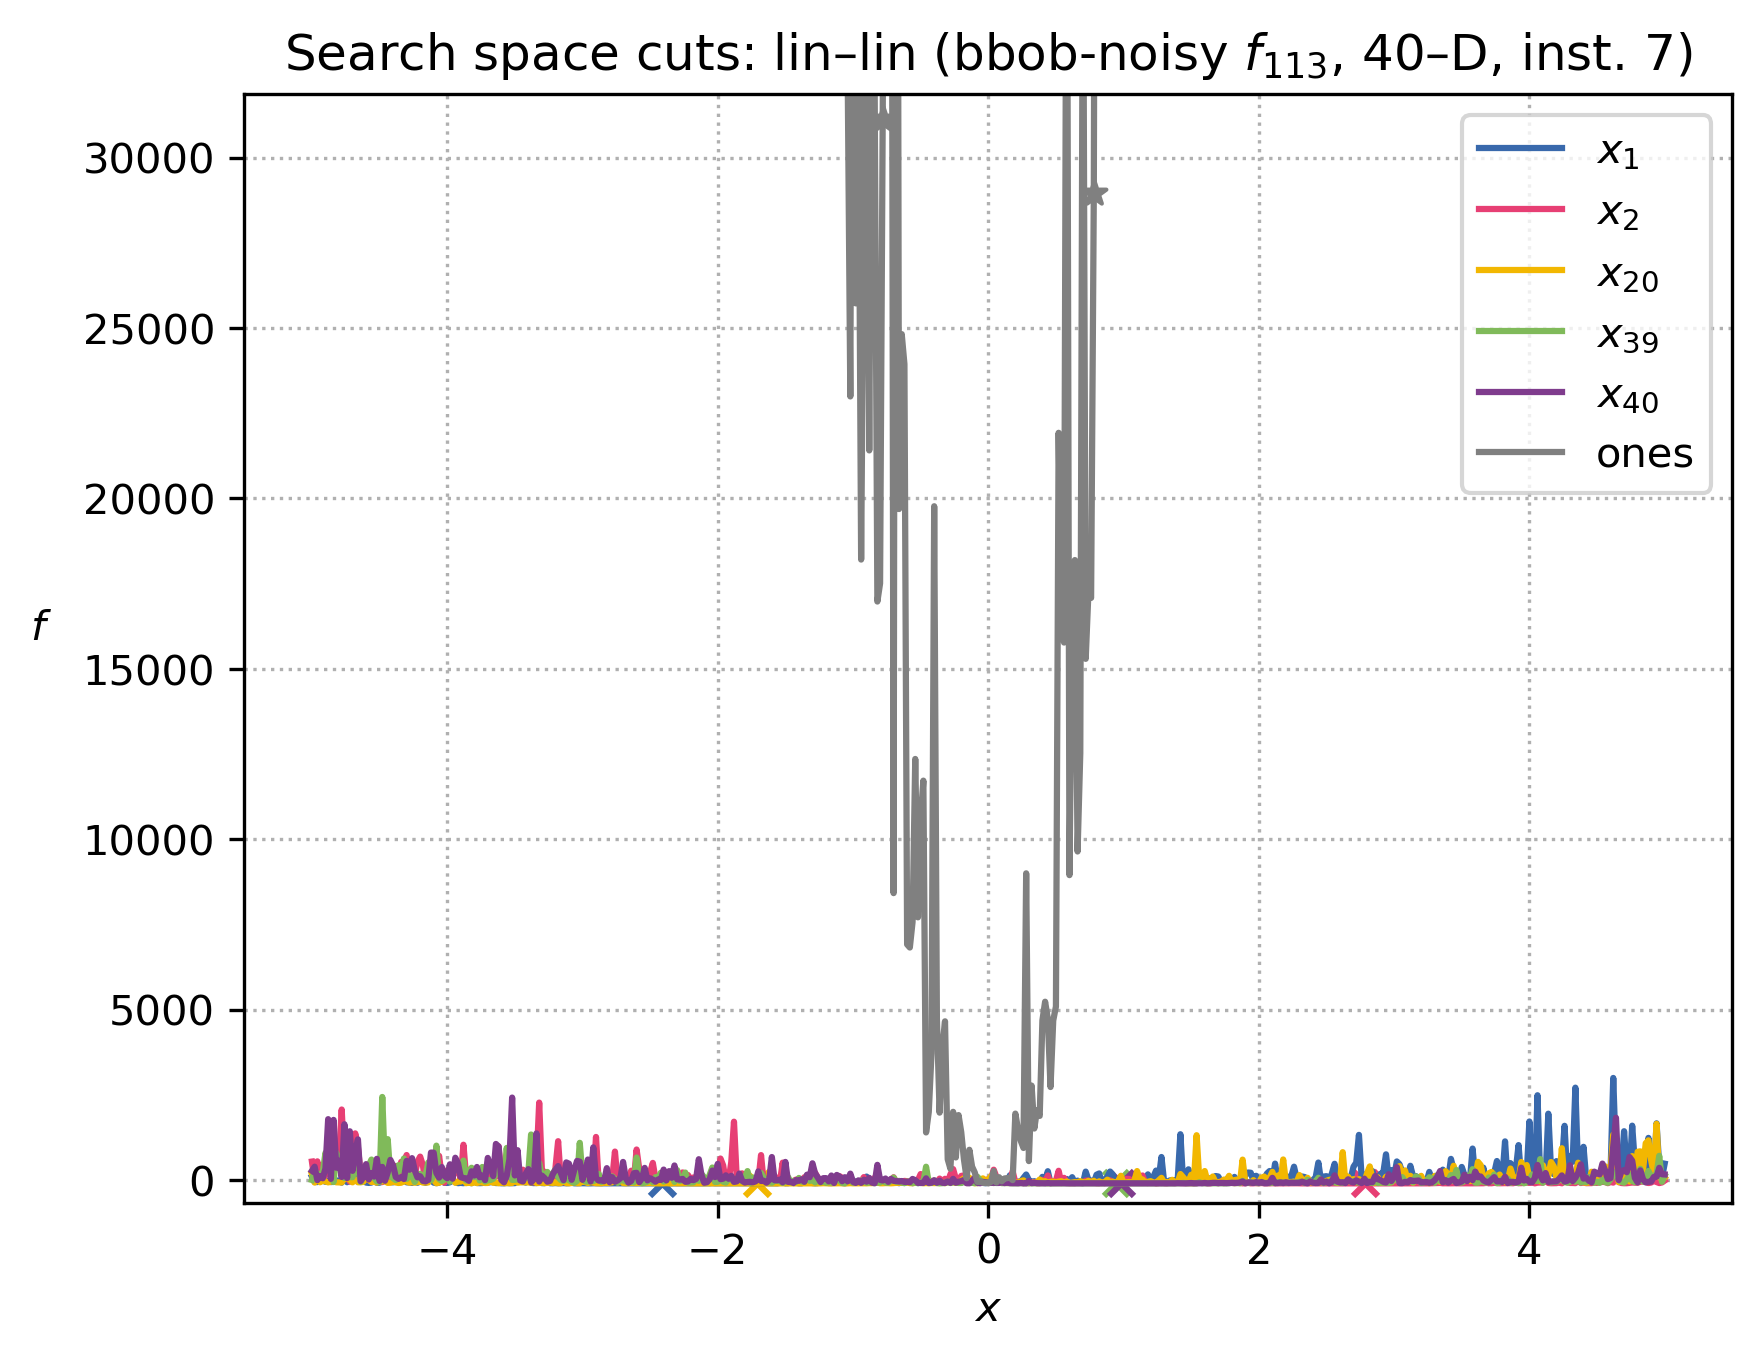 Search space cuts: lin–lin (bbob-noisy f₁₁₃, 40–D, inst. 7)
30000
25000
20000
15000
10000
5000
0
f
−4
−2
0
2
4
x
x₁
x₂
x₂₀
x₃₉
x₄₀
ones